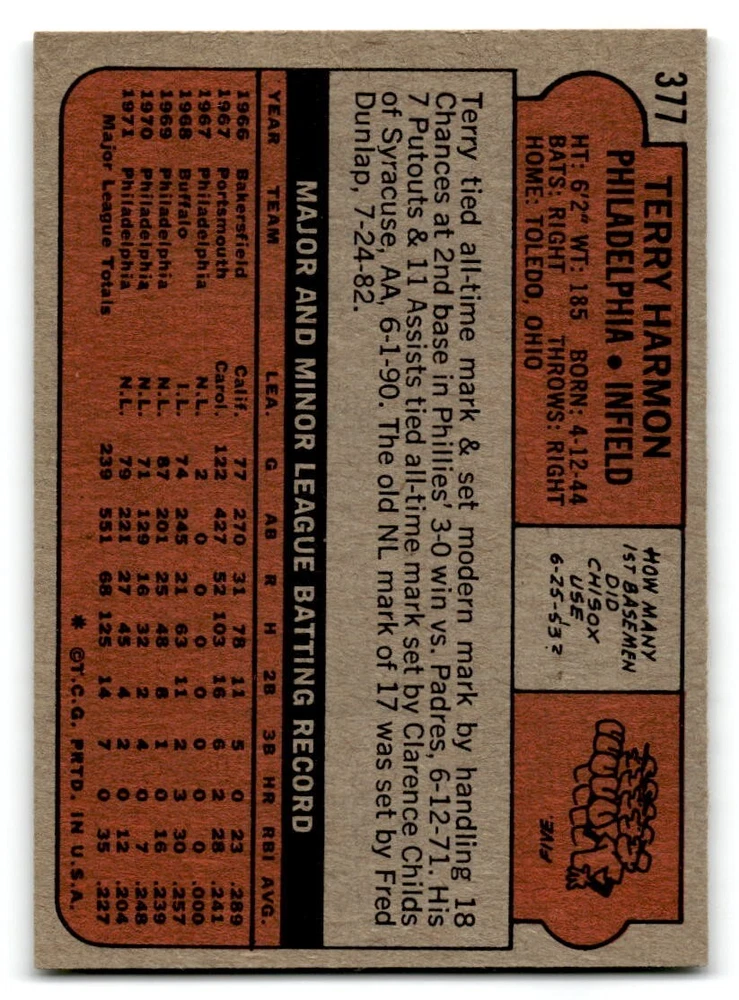 377
TERRY HARMON
PHILADELPHIA • INFIELD
HT: 6'2" WT: 185 BORN: 4-12-44
BATS: RIGHT THROWS: RIGHT
HOME: TOLEDO, OHIO
HOW MANY
1ST BASEMEN
DID
CHISOX
USE
6-25-53?
FIVE.
Terry tied all-time mark & set modern mark by handling 18
Chances at 2nd base in Phillies' 3-0 win vs. Padres, 6-12-71. His
7 Putouts & 11 Assists tied all-time mark set by Clarence Childs
of Syracuse, AA, 6-1-90. The old NL mark of 17 was set by Fred
Dunlap, 7-24-82.
MAJOR AND MINOR LEAGUE BATTING RECORD
YEAR TEAM LEA. G AB R H 2B 3B HR RBI AVG.
1966 Bakersfield Calif. 77 270 31 78 11 5 0 23 .289
1967 Portsmouth Carol. 122 427 52 103 16 6 2 28 .241
1967 Philadelphia N.L. 2 0 0 0 0 0 0 0 .000
1968 Buffalo I.L. 74 245 21 63 11 2 3 30 .257
1969 Philadelphia N.L. 87 201 25 48 8 1 0 16 .239
1970 Philadelphia N.L. 71 129 16 32 2 4 0 7 .248
1971 Philadelphia N.L. 79 221 27 45 4 2 0 12 .204
Major League Totals 239 551 68 125 14 7 0 35 .227
* ©T.C.G. PRTD. IN U.S.A.